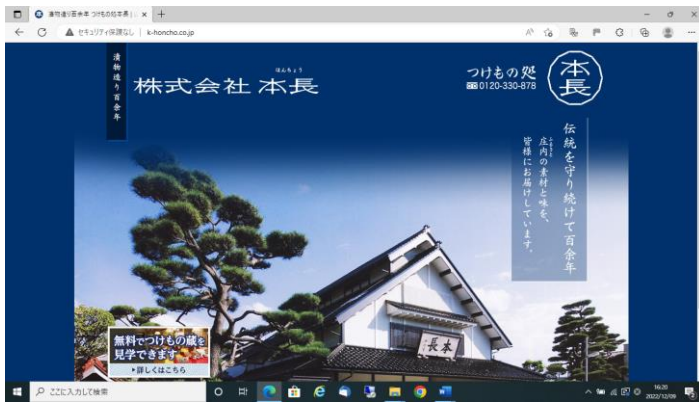 漬物造り百余年 つけもの処本長 |
セキュリティ保護なし | k-honcho.co.jp
漬物造り百余年
ほんちょう
株式会社 本長
つけもの処
0120-330-878
本長
伝統を守り続けて百余年
庄内の素材と味を、
皆様にお届けしています。
本長
無料でつけもの蔵を
見学できます
▶詳しくはこちら
ここに入力して検索
16:20
2022/12/09